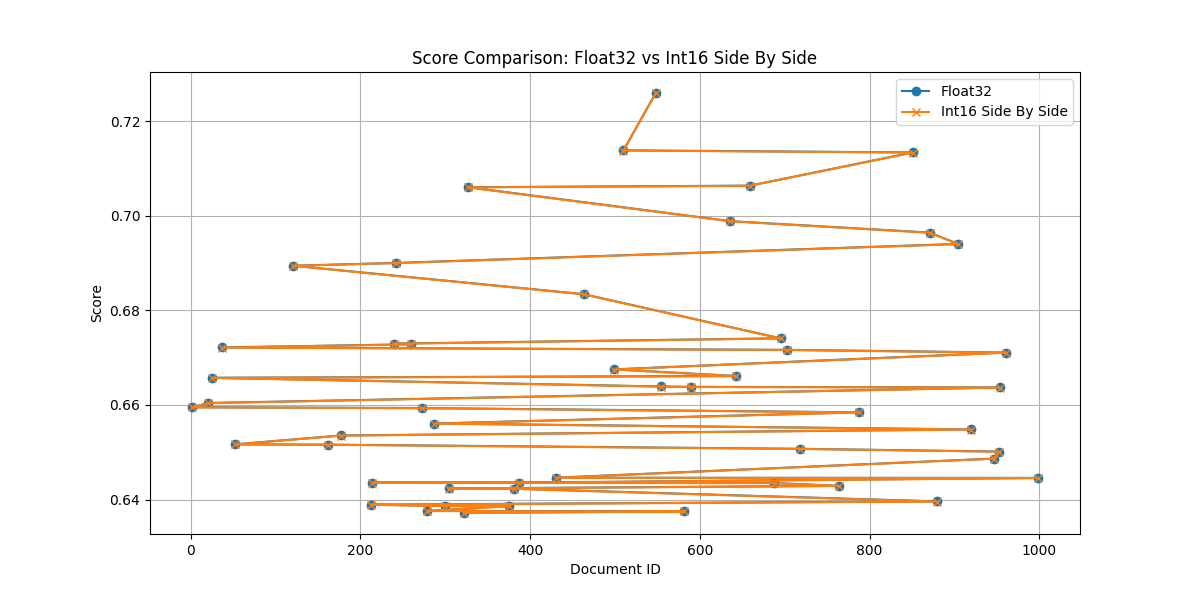 Score Comparison: Float32 vs Int16 Side By Side
Float32
Int16 Side By Side
0.72
0.70
0.68
0.66
0.64
Score
0
200
400
600
800
1000
Document ID